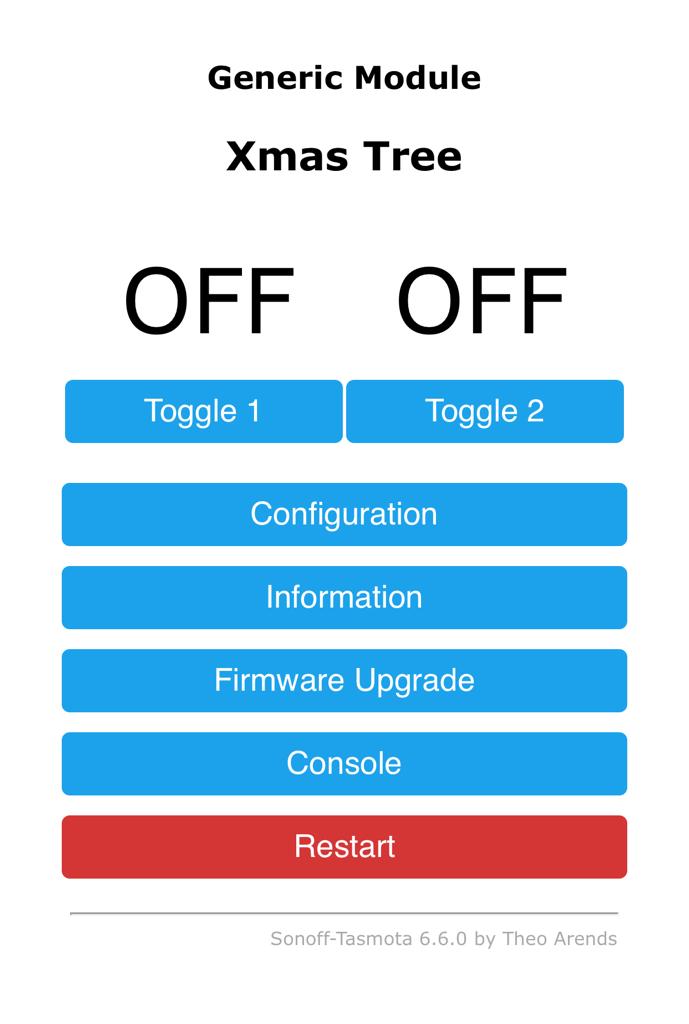 Generic Module
Xmas Tree
OFF OFF
Toggle 1 Toggle 2
Configuration
Information
Firmware Upgrade
Console
Restart
Sonoff-Tasmota 6.6.0 by Theo Arends